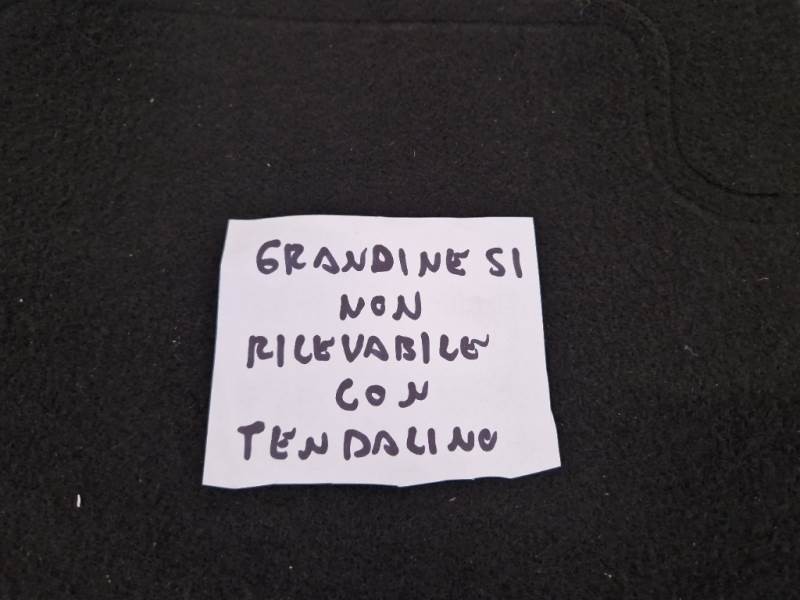 GRANDINE SI
NON
RILEVABILE
CON
TENDALINO